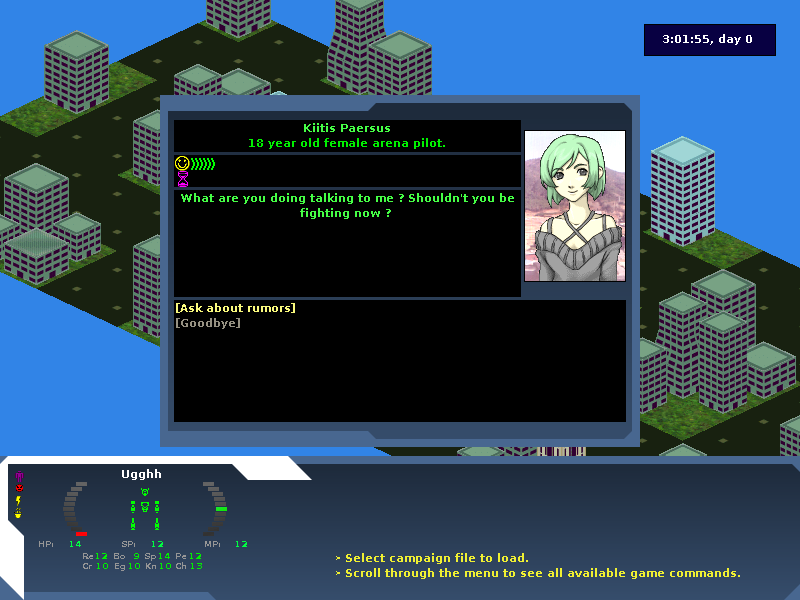 3:01:55, day 0
Kiitis Paersus
18 year old female arena pilot.
What are you doing talking to me ? Shouldn't you be
fighting now ?
[Ask about rumors]
[Goodbye]
Ugghh
HP: 14 SP: 12 MP: 12
Re 12 Bo 9 Sp 14 Pe 12
Cr 10 Eg 10 Kn 10 Ch 13
> Select campaign file to load.
> Scroll through the menu to see all available game commands.